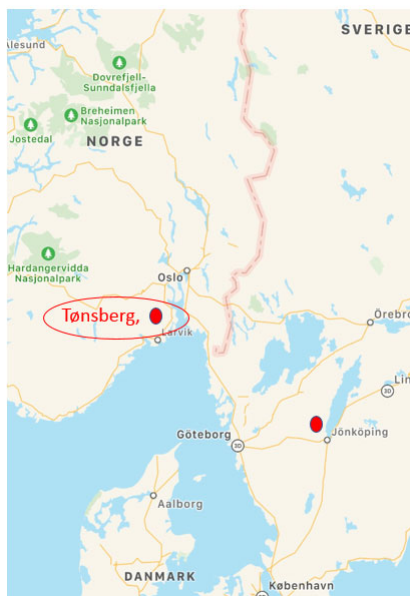 SVERIGE
Ålesund
Dovrefjell-
Sunndalsfjella
Breheimen
Nasjonalpark
Jostedal
NORGE
Hardangervidda
Nasjonalpark
Oslo
Tønsberg,
Larvik
Örebro
Lin
Jönköping
Göteborg
Aalborg
DANMARK
København